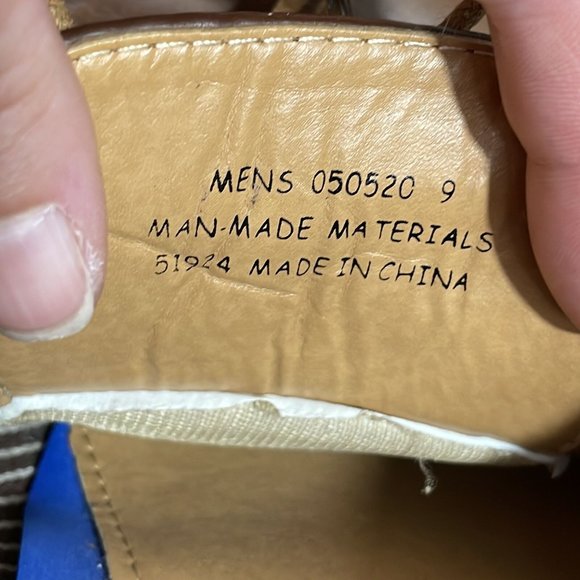 MENS 050520 9
MAN-MADE MATERIALS
51924 MADE IN CHINA